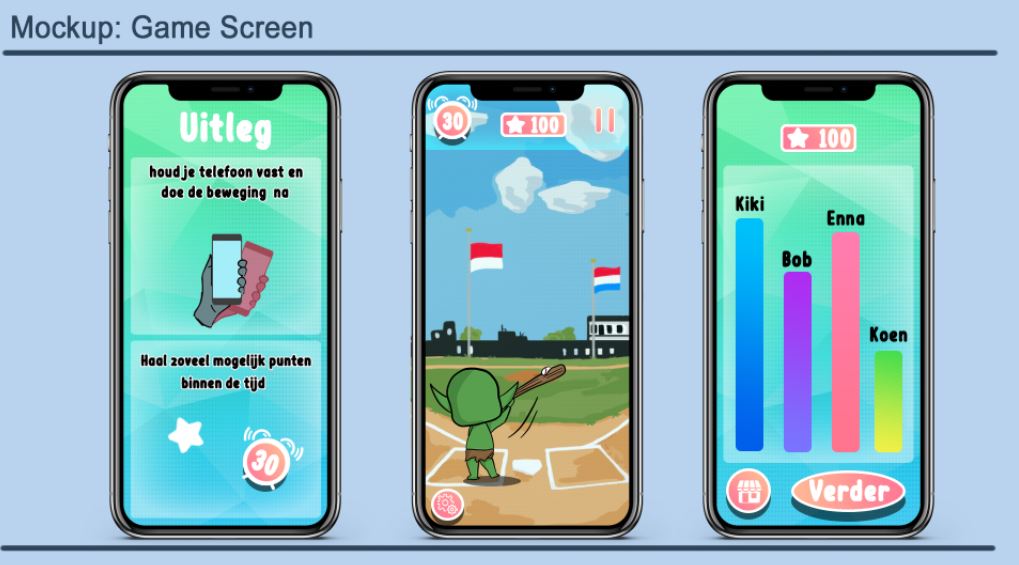 Mockup: Game Screen
Uitleg
houd je telefoon vast en
doe de beweging na
Haal zoveel mogelijk punten
binnen de tijd
30
30
100
100
Kiki
Bob
Enna
Koen
Verder